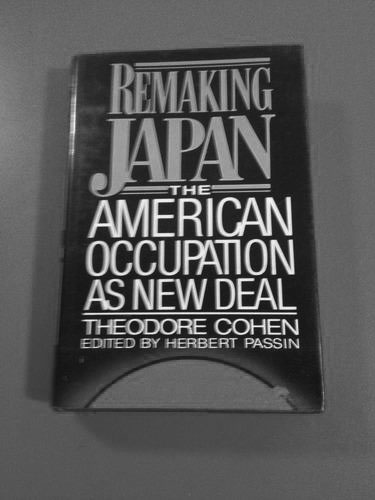 REMAKING
JAPAN
THE
AMERICAN
OCCUPATION
AS NEW DEAL
THEODORE COHEN
EDITED BY HERBERT PASSIN